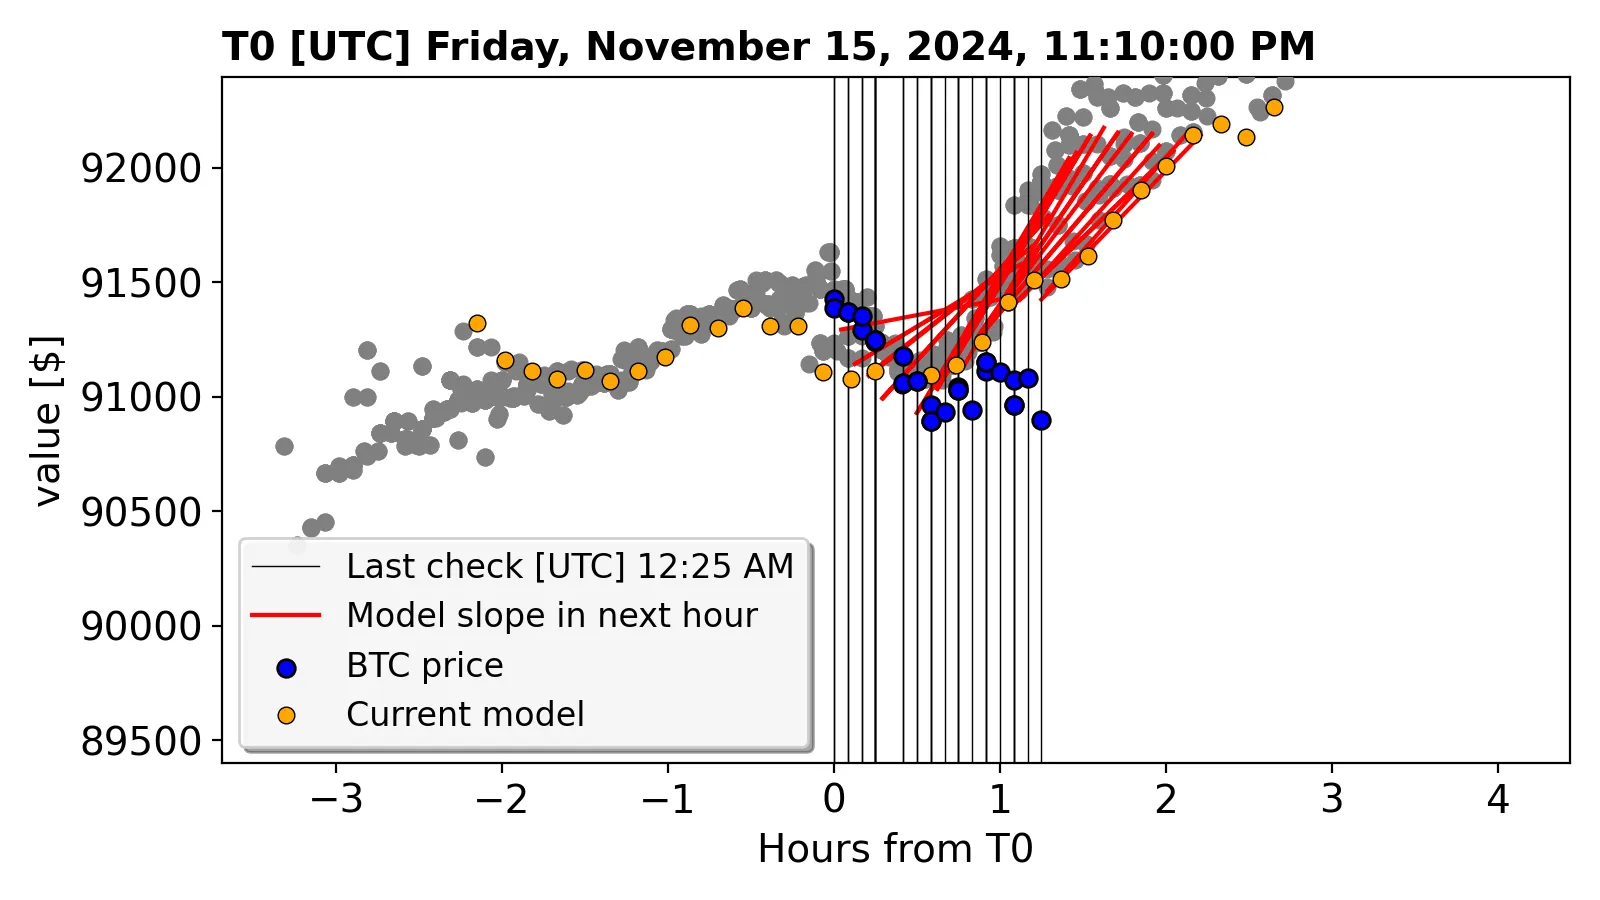 T0 [UTC] Friday, November 15, 2024, 11:10:00 PM
value [$]
92000
91500
91000
90500
90000
89500
Last check [UTC] 12:25 AM
Model slope in next hour
BTC price
Current model
−3 −2 −1 0 1 2 3 4
Hours from T0